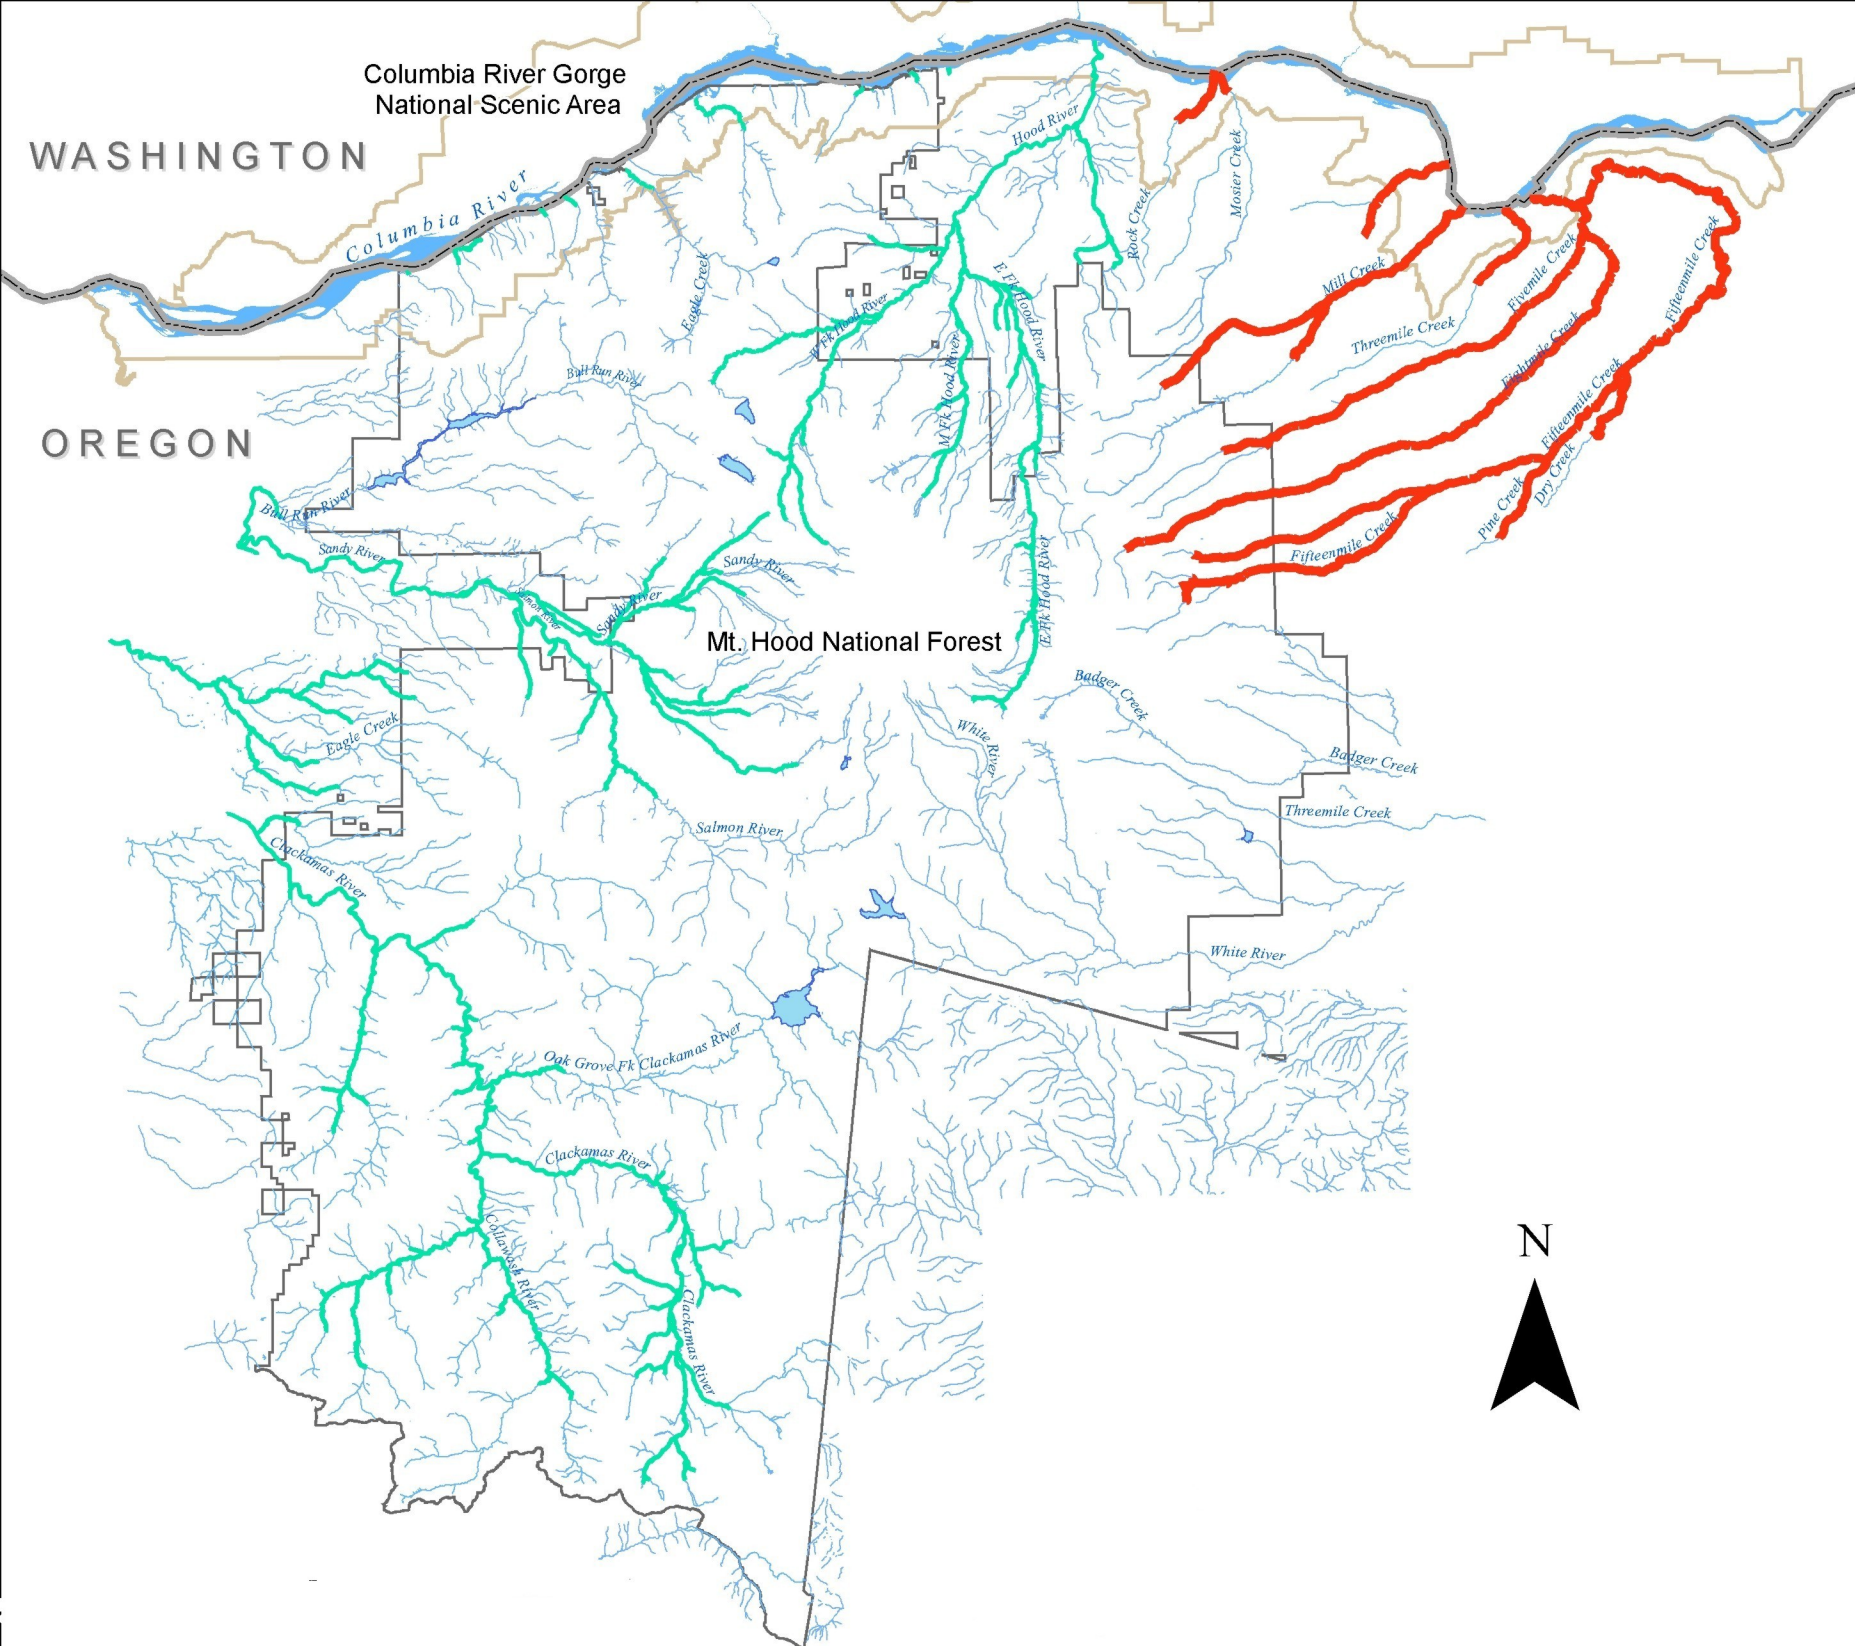 Columbia River Gorge
National Scenic Area
WASHINGTON
Columbia River
Hood River
Mosier Creek
Rock Creek
Eagle Creek
E Fk Hood River
Fifteenmile Creek
Mill Creek
Fivemile Creek
Threemile Creek
Eightmile Creek
W Fk Hood River
M Fk Hood River
Bull Run River
OREGON
Fifteenmile Creek
Dry Creek
Pine Creek
Bull Run River
Sandy River
Sandy River
Fifteenmile Creek
Salmon River
Sandy River
E Fk Hood River
Mt. Hood National Forest
Badger Creek
Eagle Creek
White River
Badger Creek
Threemile Creek
Salmon River
Clackamas River
White River
Oak Grove Fk Clackamas River
Clackamas River
Collawash River
Clackamas River
N